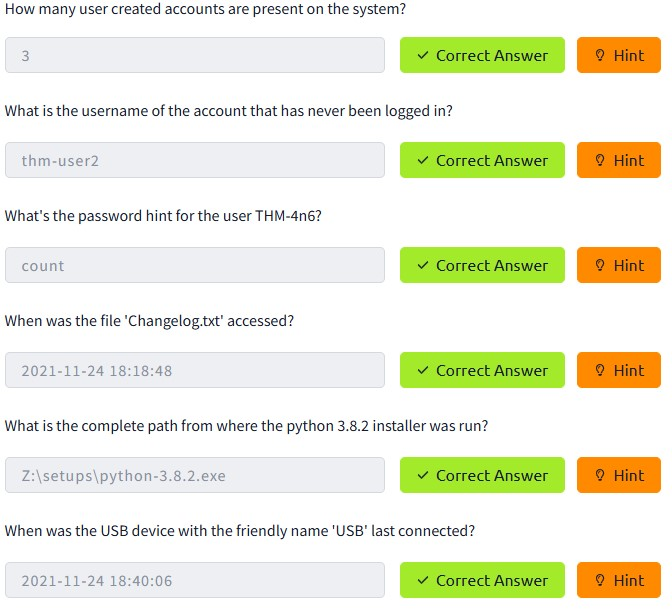 How many user created accounts are present on the system?
3 Correct Answer Hint
What is the username of the account that has never been logged in?
thm-user2 Correct Answer Hint
What's the password hint for the user THM-4n6?
count Correct Answer Hint
When was the file 'Changelog.txt' accessed?
2021-11-24 18:18:48 Correct Answer Hint
What is the complete path from where the python 3.8.2 installer was run?
Z:\setups\python-3.8.2.exe Correct Answer Hint
When was the USB device with the friendly name 'USB' last connected?
2021-11-24 18:40:06 Correct Answer Hint